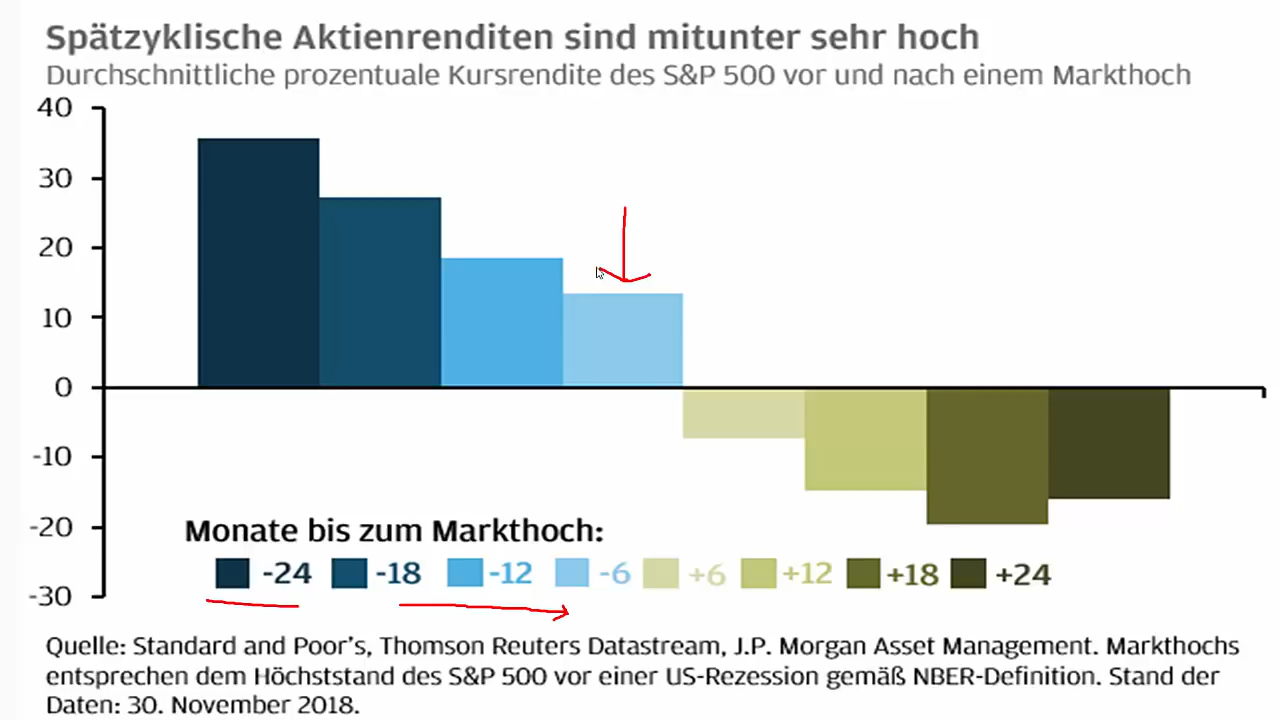 Spätzyklische Aktienrenditen sind mitunter sehr hoch
Durchschnittliche prozentuale Kursrendite des S&P 500 vor und nach einem Markthoch
40
30
20
10
0
-10
-20
-30
Monate bis zum Markthoch:
-24 -18 -12 -6 +6 +12 +18 +24
Quelle: Standard and Poor's, Thomson Reuters Datastream, J.P. Morgan Asset Management. Markthochs
entsprechen dem Höchststand des S&P 500 vor einer US-Rezession gemäß NBER-Definition. Stand der
Daten: 30. November 2018.